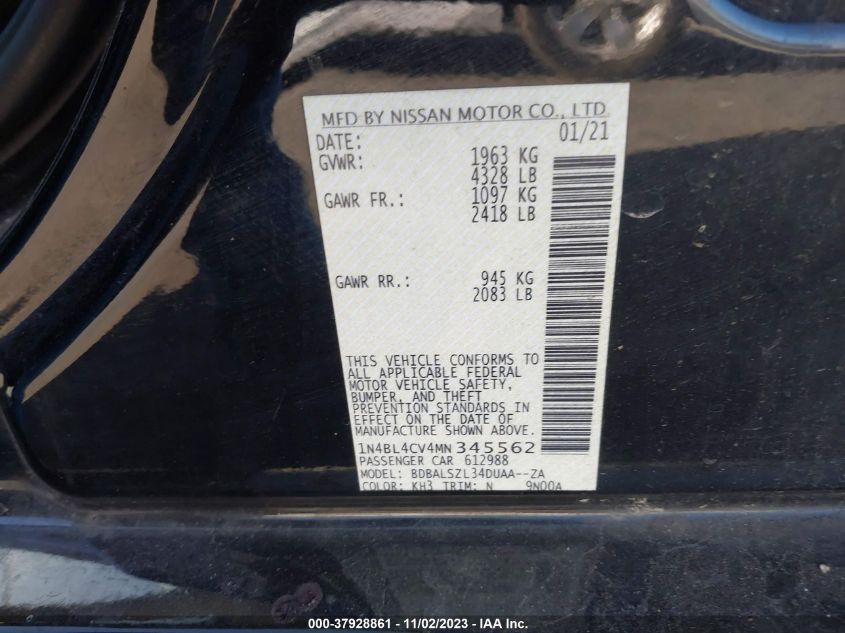 MFD BY NISSAN MOTOR CO., LTD.
DATE: 01/21
GVWR: 1963 KG
4328 LB
GAWR FR.: 1097 KG
2418 LB
GAWR RR.: 945 KG
2083 LB
THIS VEHICLE CONFORMS TO
ALL APPLICABLE FEDERAL
MOTOR VEHICLE SAFETY,
BUMPER, AND THEFT
PREVENTION STANDARDS IN
EFFECT ON THE DATE OF
MANUFACTURE SHOWN ABOVE.
1N4BL4CV4MN345562
PASSENGER CAR 612988
MODEL: BDBALSZL34DUAA--ZA
COLOR: KH3 TRIM: N 9N00A
000-37928861 - 11/02/2023 - IAA Inc.